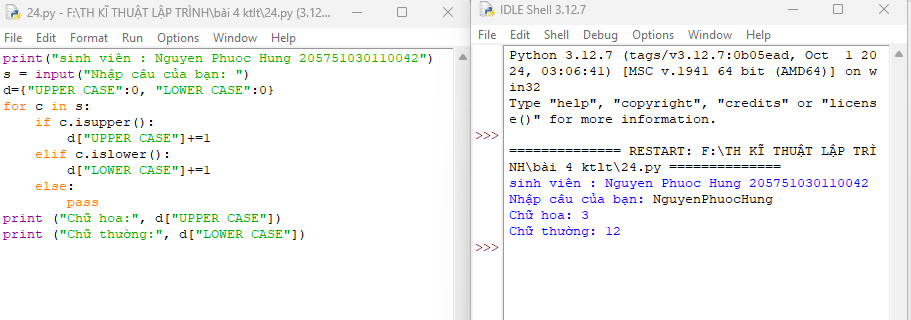 24.py - F:\TH KĨ THUẬT LẬP TRÌNH\bài 4 ktlt\24.py (3.12...
File Edit Format Run Options Window Help
print("sinh viên : Nguyen Phuoc Hung 205751030110042")
s = input("Nhập câu của bạn: ")
d={"UPPER CASE":0, "LOWER CASE":0}
for c in s:
    if c.isupper():
        d["UPPER CASE"]+=1
    elif c.islower():
        d["LOWER CASE"]+=1
    else:
        pass
print ("Chữ hoa:", d["UPPER CASE"])
print ("Chữ thường:", d["LOWER CASE"])
IDLE Shell 3.12.7
File Edit Shell Debug Options Window Help
Python 3.12.7 (tags/v3.12.7:0b05ead, Oct  1 20
24, 03:06:41) [MSC v.1941 64 bit (AMD64)] on w
in32
Type "help", "copyright", "credits" or "licens
e()" for more information.
>>>
============== RESTART: F:\TH KĨ THUẬT LẬP TRÌ
NH\bài 4 ktlt\24.py ==============
sinh viên : Nguyen Phuoc Hung 205751030110042
Nhập câu của bạn: NguyenPhuocHung
Chữ hoa: 3
Chữ thường: 12
>>>